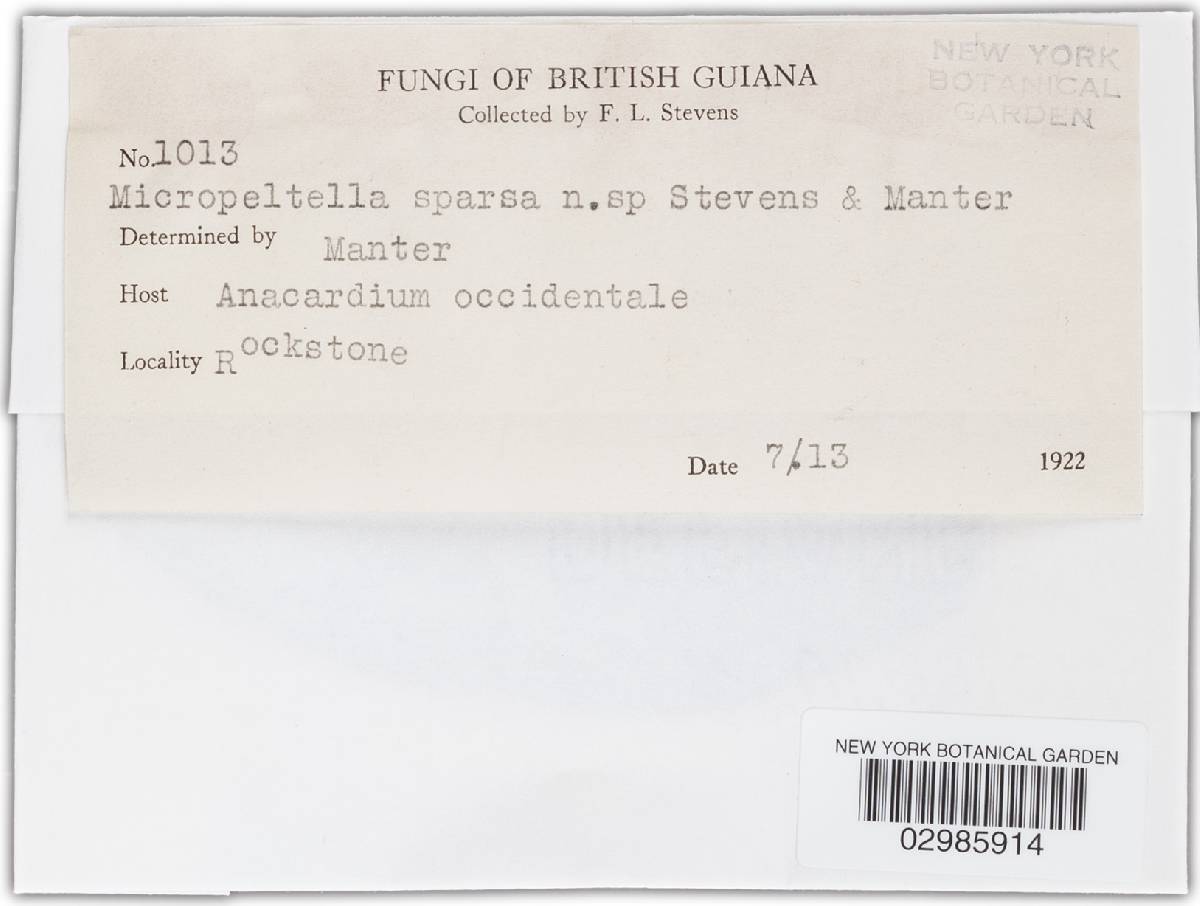 NEW YORK
BOTANICAL
GARDEN
FUNGI OF BRITISH GUIANA
Collected by F. L. Stevens
No. 1013
Micropeltella sparsa n.sp Stevens & Manter
Determined by Manter
Host Anacardium occidentale
Locality Rockstone
Date 7/.13 1922
NEW YORK BOTANICAL GARDEN
02985914